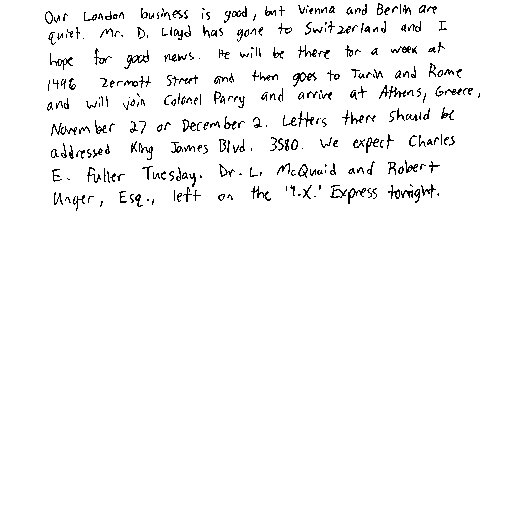 Our London business is good, but Vienna and Berlin are
quiet. Mr. D. Lloyd has gone to Switzerland and I
hope for good news. He will be there for a week at
1496 Zermott Street and then goes to Turin and Rome
and will join Colonel Parry and arrive at Athens, Greece,
November 27 or December 2. Letters there should be
addressed King James Blvd. 3580. We expect Charles
E. Fuller Tuesday. Dr. L. McQuaid and Robert
Unger, Esq., left on the 'Y.X.' Express tonight.